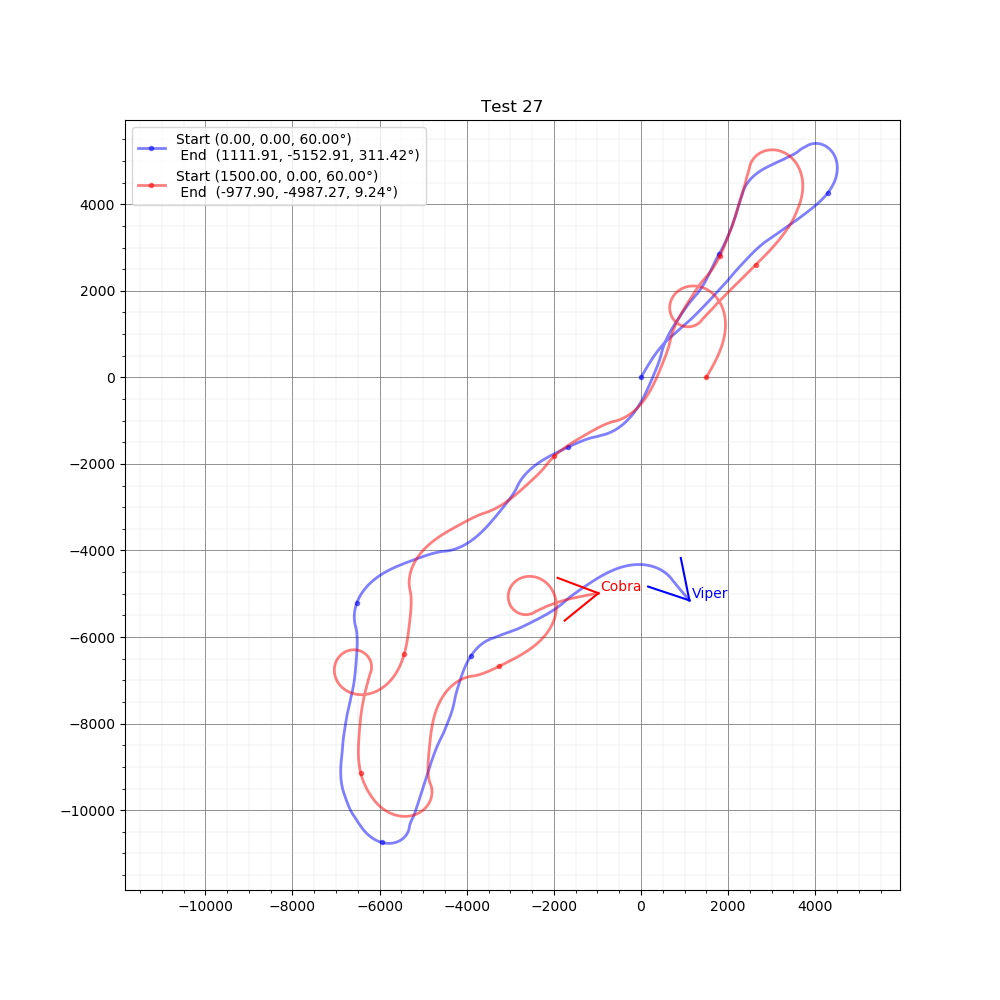 Test 27
Start (0.00, 0.00, 60.00°)
End (1111.91, -5152.91, 311.42°)
Start (1500.00, 0.00, 60.00°)
End (-977.90, -4987.27, 9.24°)
4000
2000
0
−2000
−4000
−6000
−8000
−10000
Cobra
Viper
−10000 −8000 −6000 −4000 −2000 0 2000 4000